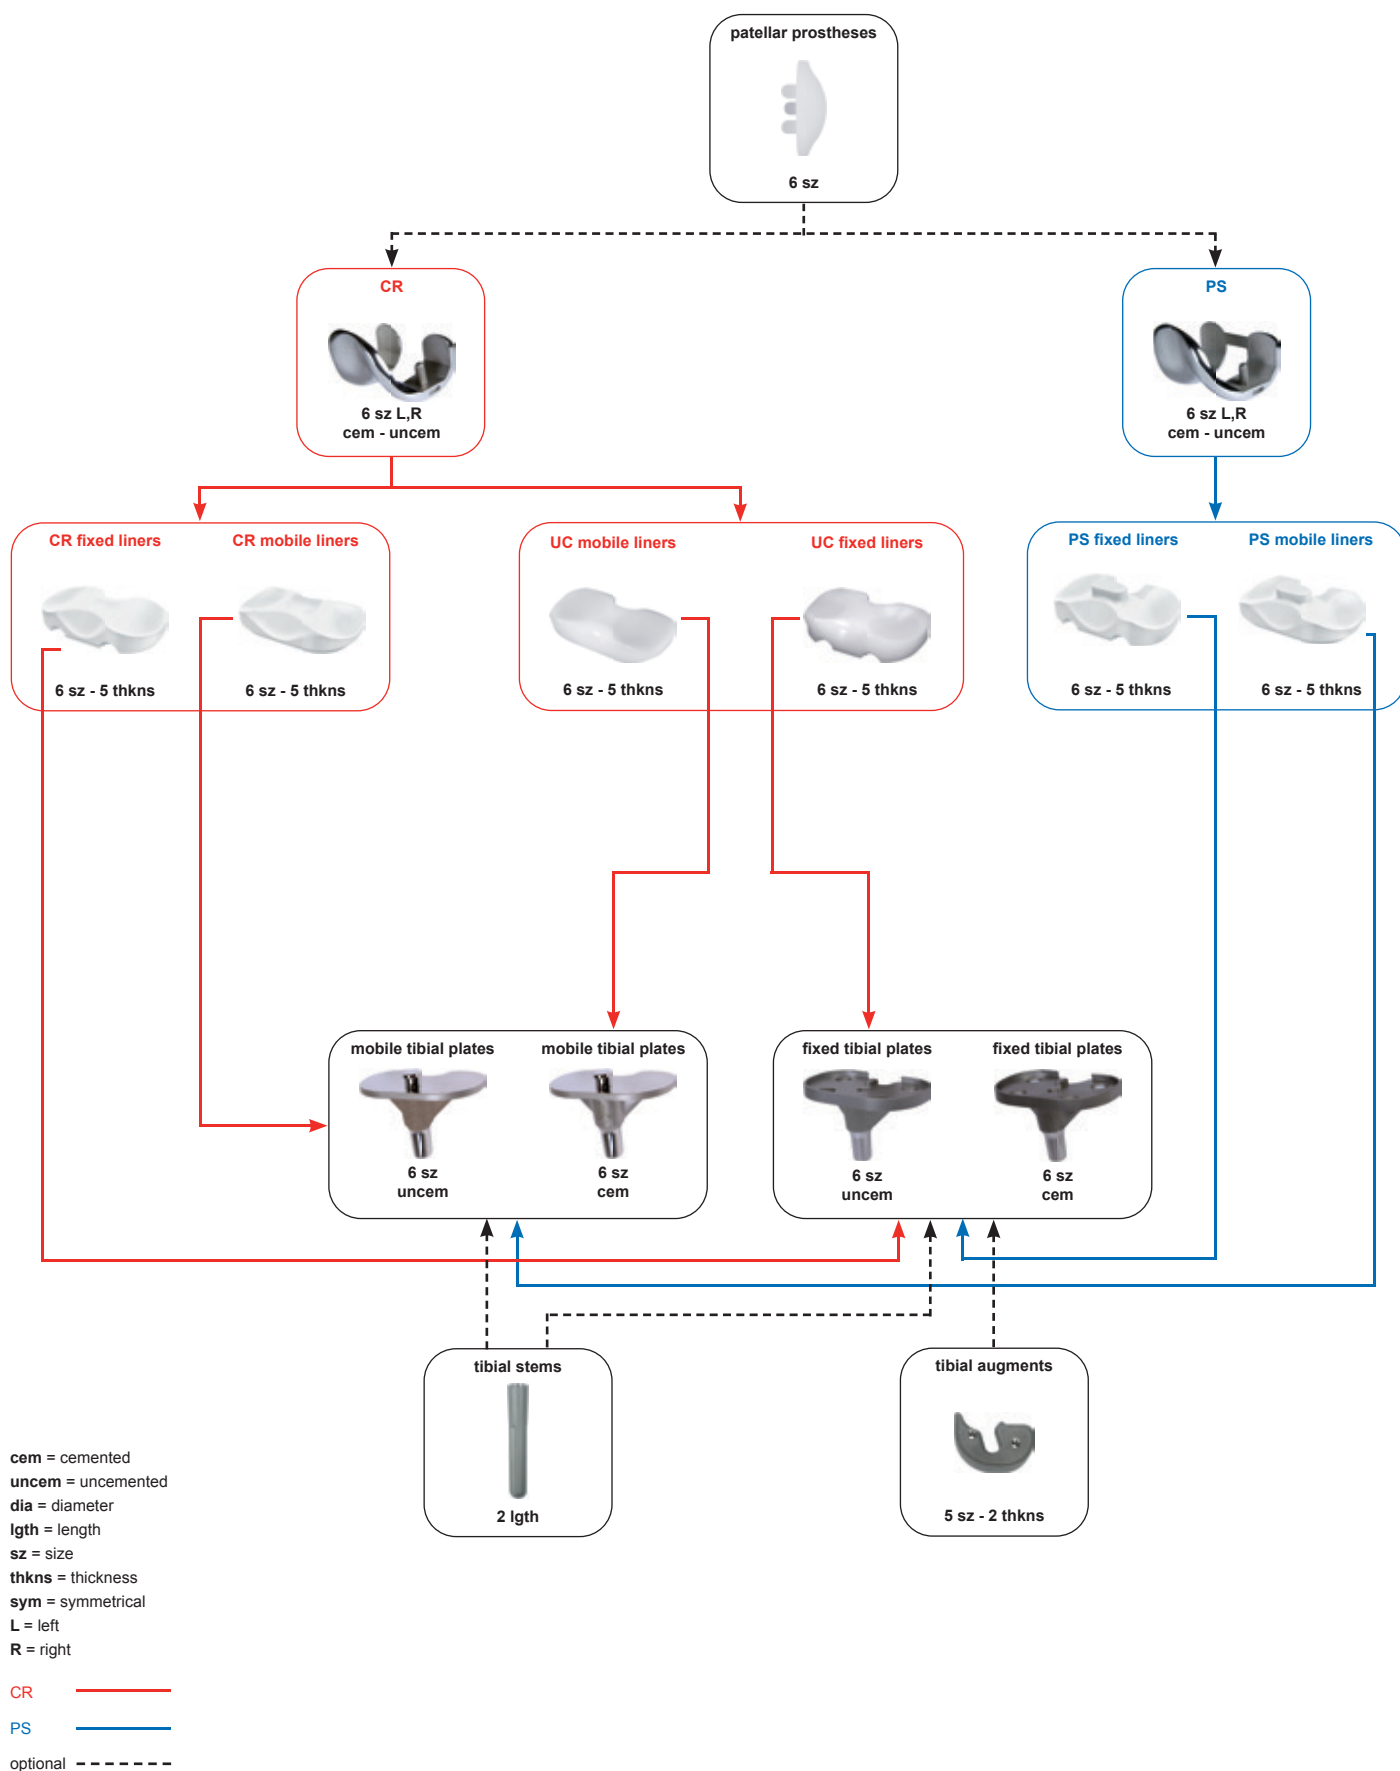 patellar prostheses
6 sz
CR
6 sz L,R
cem - uncem
PS
6 sz L,R
cem - uncem
CR fixed liners
6 sz - 5 thkns
CR mobile liners
6 sz - 5 thkns
UC mobile liners
6 sz - 5 thkns
UC fixed liners
6 sz - 5 thkns
PS fixed liners
6 sz - 5 thkns
PS mobile liners
6 sz - 5 thkns
mobile tibial plates
6 sz
uncem
mobile tibial plates
6 sz
cem
fixed tibial plates
6 sz
uncem
fixed tibial plates
6 sz
cem
tibial stems
2 lgth
tibial augments
5 sz - 2 thkns
cem = cemented
uncem = uncemented
dia = diameter
lgth = length
sz = size
thkns = thickness
sym = symmetrical
L = left
R = right
CR
PS
optional